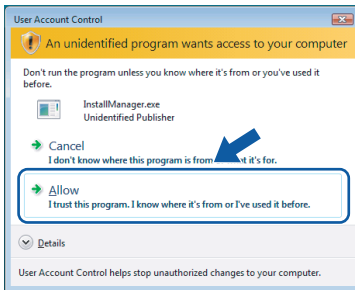 User Account Control
An unidentified program wants access to your computer
Don't run the program unless you know where it's from or you've used it
before.
InstallManager.exe
Unidentified Publisher
Cancel
I don't know where this program is from it's for.
Allow
I trust this program. I know where it's from or I've used it before.
Details
User Account Control helps stop unauthorized changes to your computer.